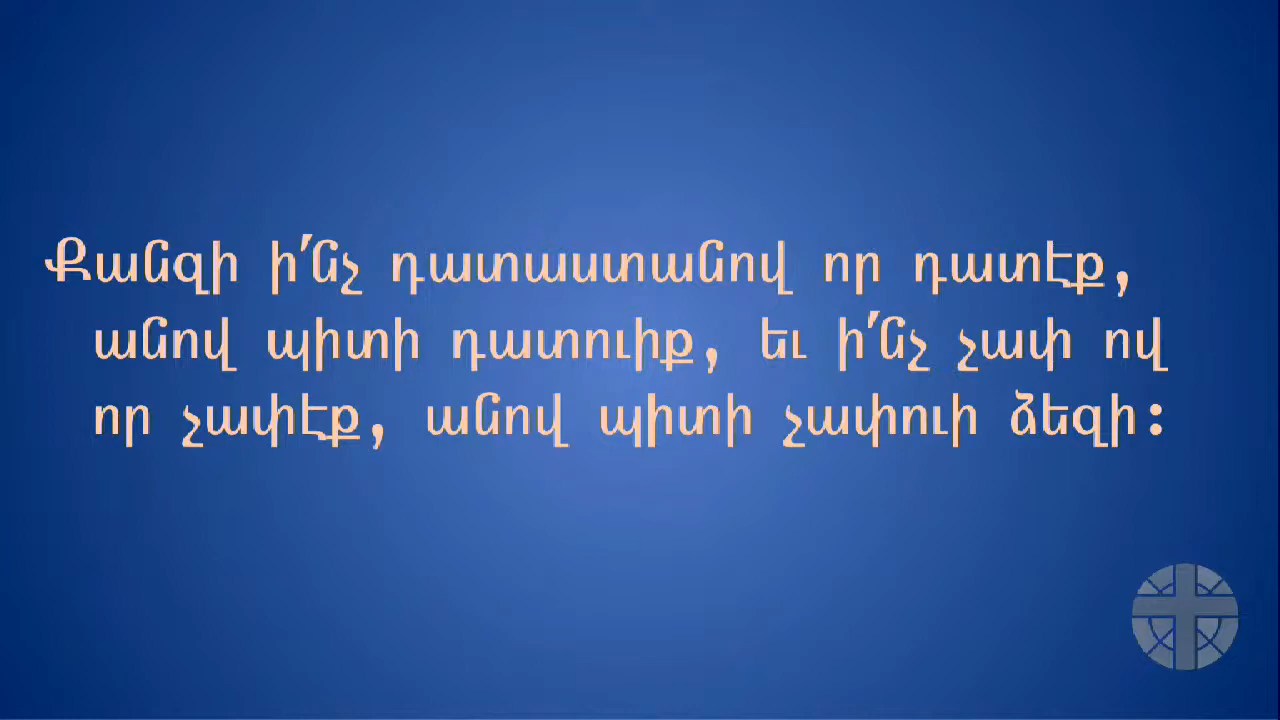 Քանզի ի՛նչ դատաստանով որ դատէք,
անով պիտի դատուիք, եւ ի՛նչ չափ ով
որ չափէք, անով պիտի չափուի ձեզի: